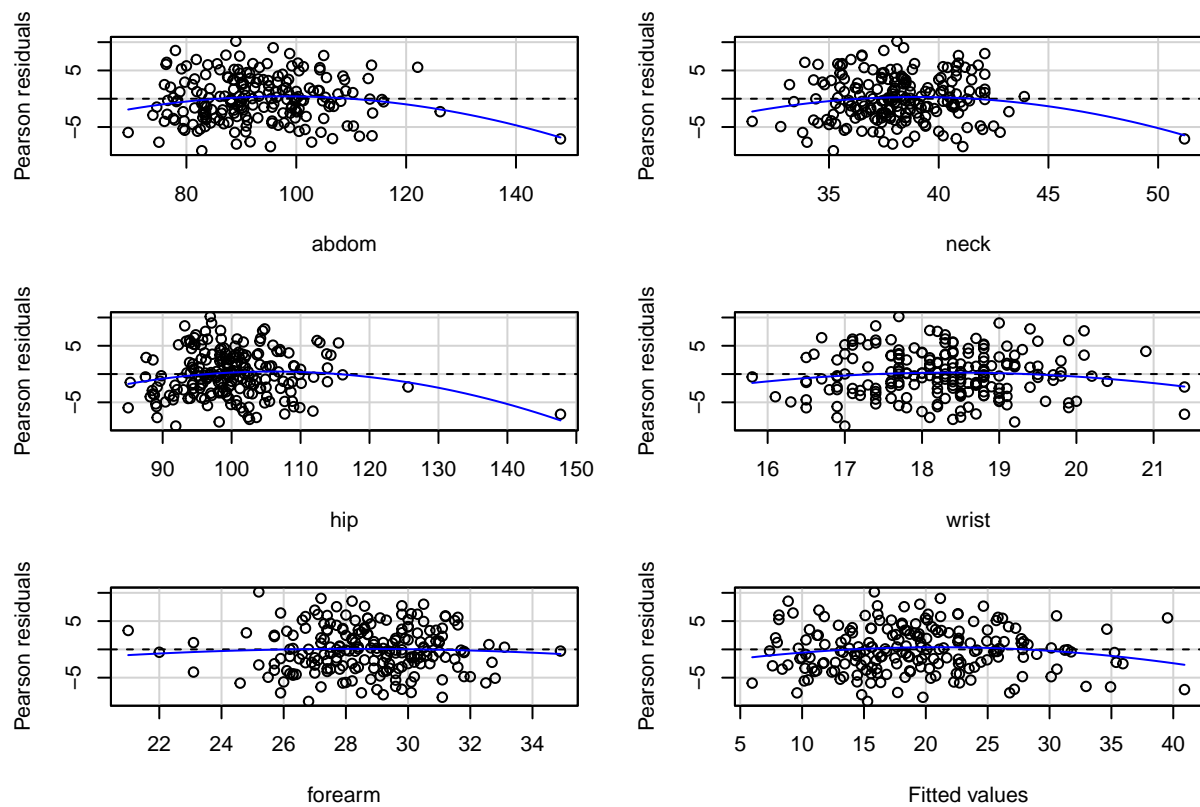 Pearson residuals
5
−5
80 100 120 140
abdom
Pearson residuals
5
−5
35 40 45 50
neck
Pearson residuals
5
−5
90 100 110 120 130 140 150
hip
Pearson residuals
5
−5
16 17 18 19 20 21
wrist
Pearson residuals
5
−5
22 24 26 28 30 32 34
forearm
Pearson residuals
5
−5
5 10 15 20 25 30 35 40
Fitted values